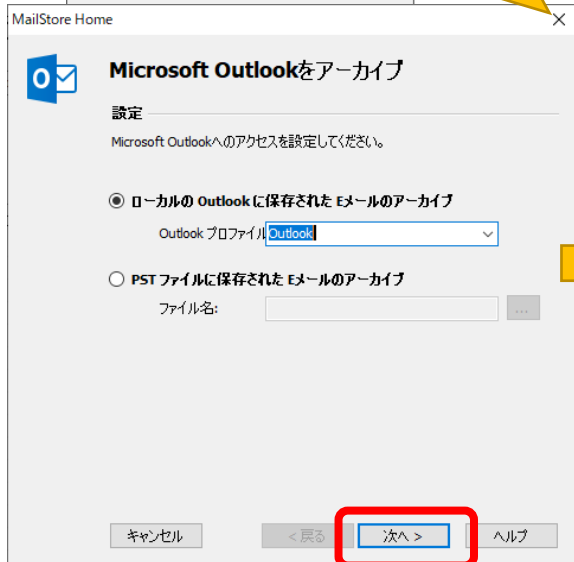 MailStore Home
Microsoft Outlookをアーカイブ
設定
Microsoft Outlookへのアクセスを設定してください。
ローカルの Outlook に保存された Eメールのアーカイブ
Outlook プロファイル Outlook
PST ファイルに保存された Eメールのアーカイブ
ファイル名:
...
キャンセル <戻る 次へ > ヘルプ